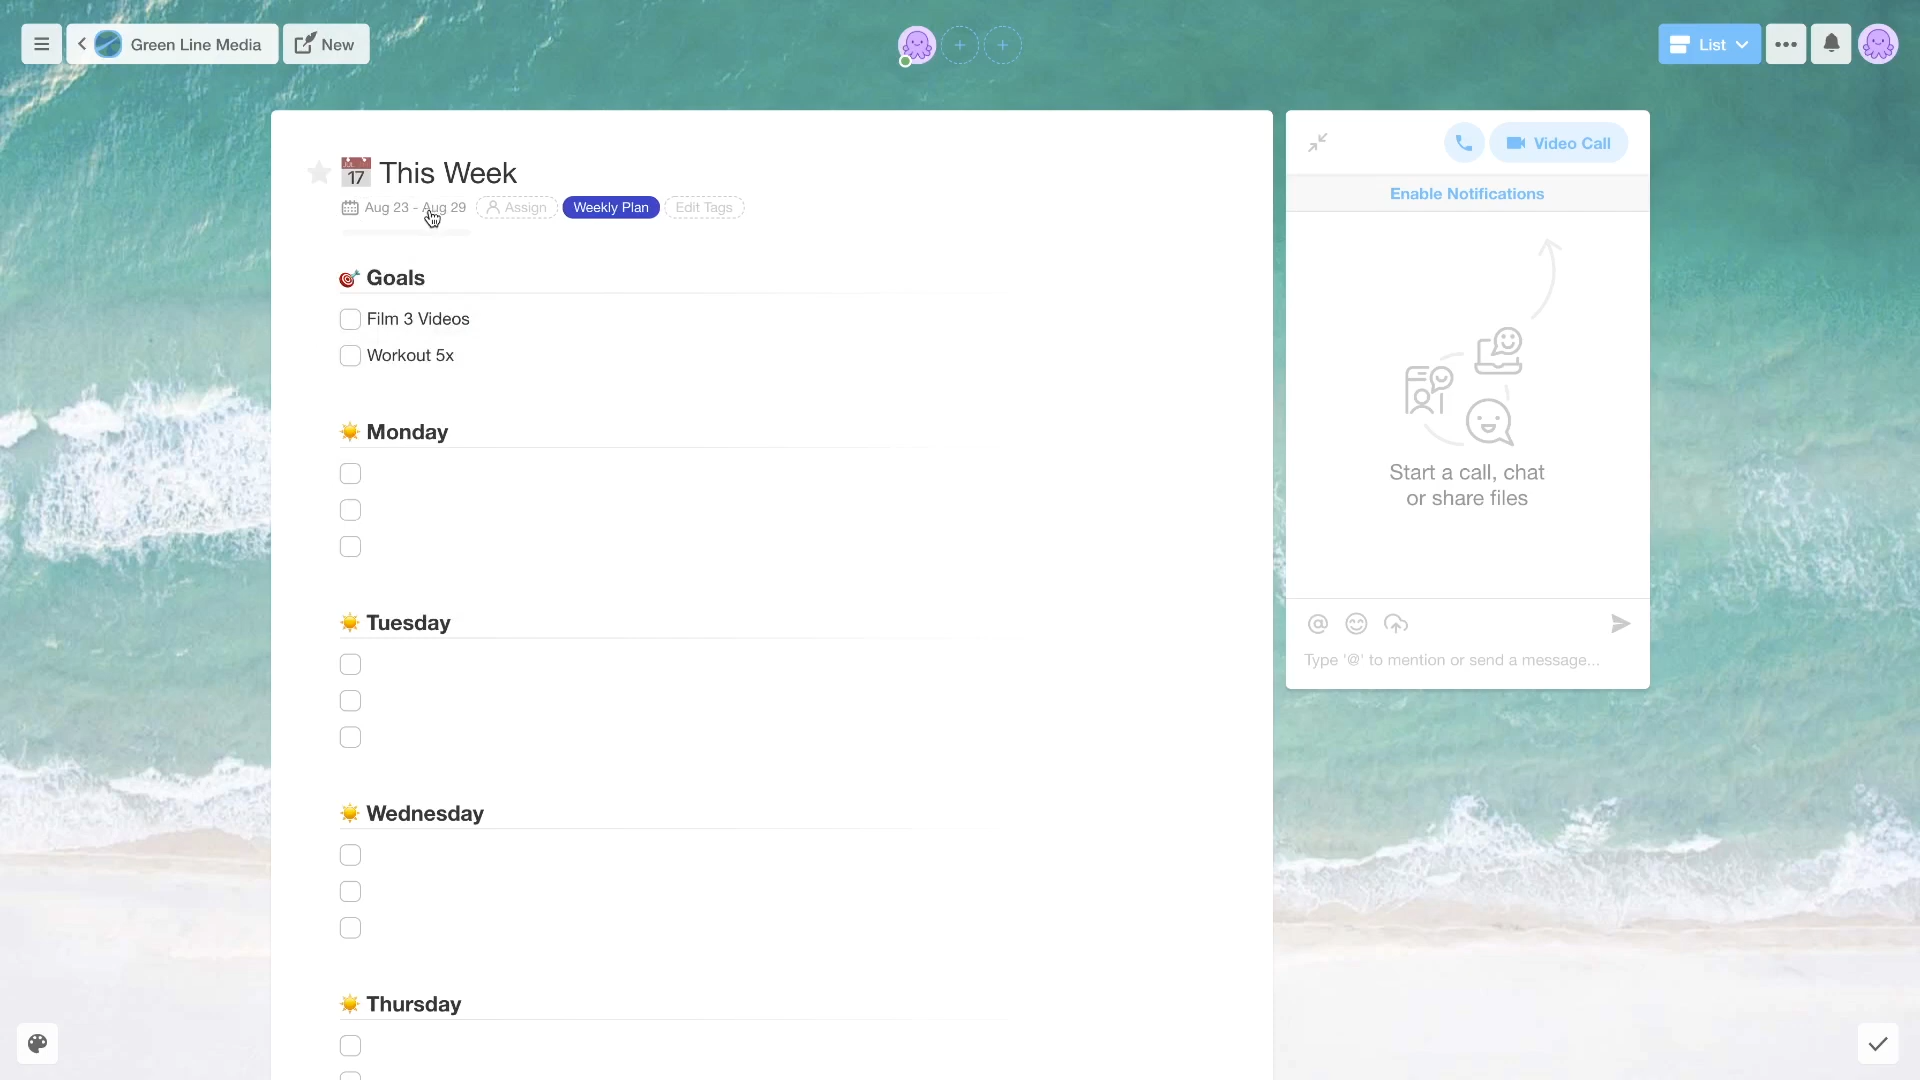 Green Line Media
New
List
JUL
17
This Week
Aug 23 - Aug 29
Assign
Weekly Plan
Edit Tags
Goals
Film 3 Videos
Workout 5x
Monday
Tuesday
Wednesday
Thursday
Video Call
Enable Notifications
Start a call, chat
or share files
Type '@' to mention or send a message...